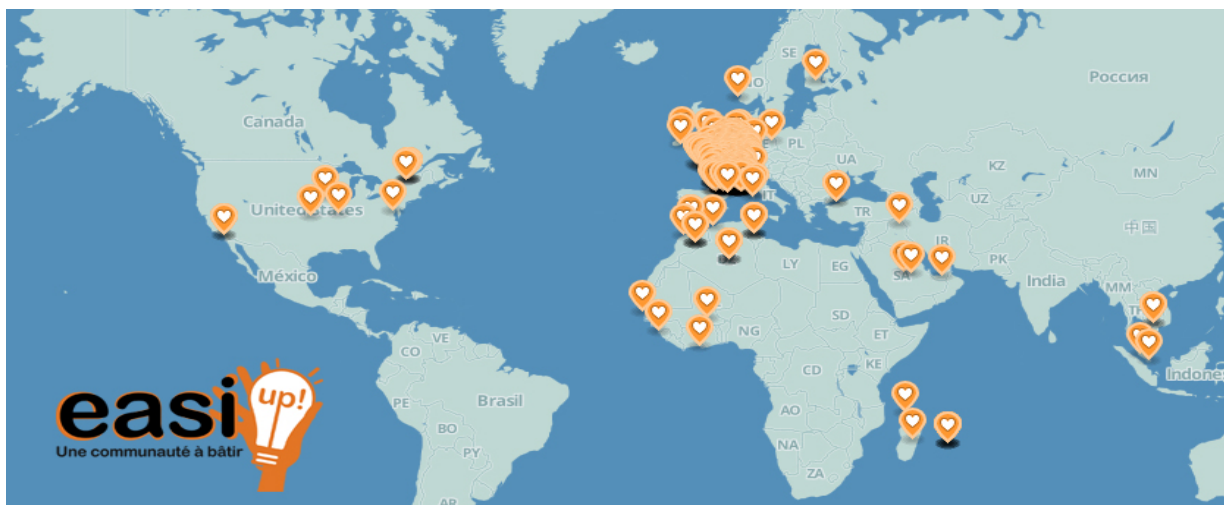 SE
NO
Россия
Canada
PL
UA
KZ
MN
IT
United States
TR
UZ
中国
IR
PK
México
LY
EG
SA
India
MM
TH
NG
SD
ET
VE
CO
KE
Indones
CD
easi
up!
Une communauté à bâtir
PE
Brasil
BO
AO
PY
NA
ZA
AR